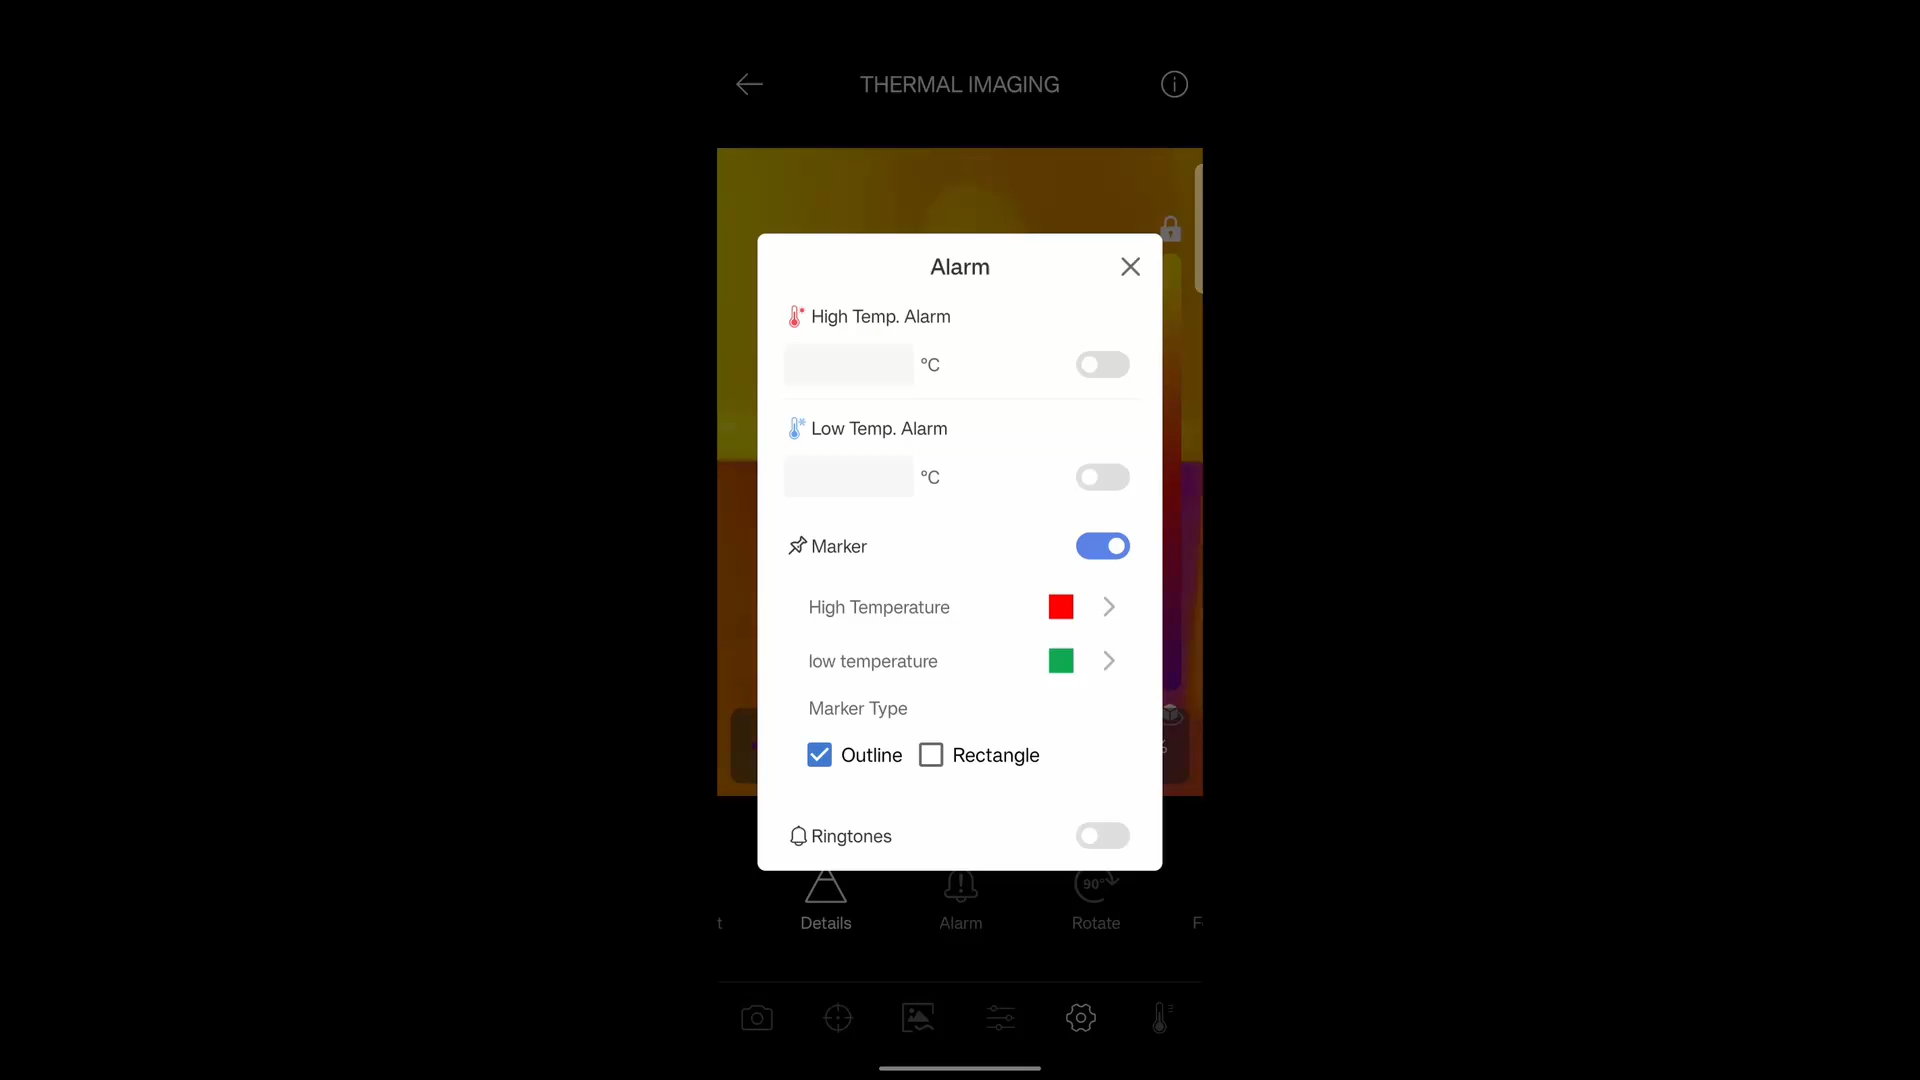 THERMAL IMAGING
Alarm
High Temp. Alarm
°C
Low Temp. Alarm
°C
Marker
High Temperature
low temperature
Marker Type
Outline Rectangle
Ringtones
90°
t Details Alarm Rotate F